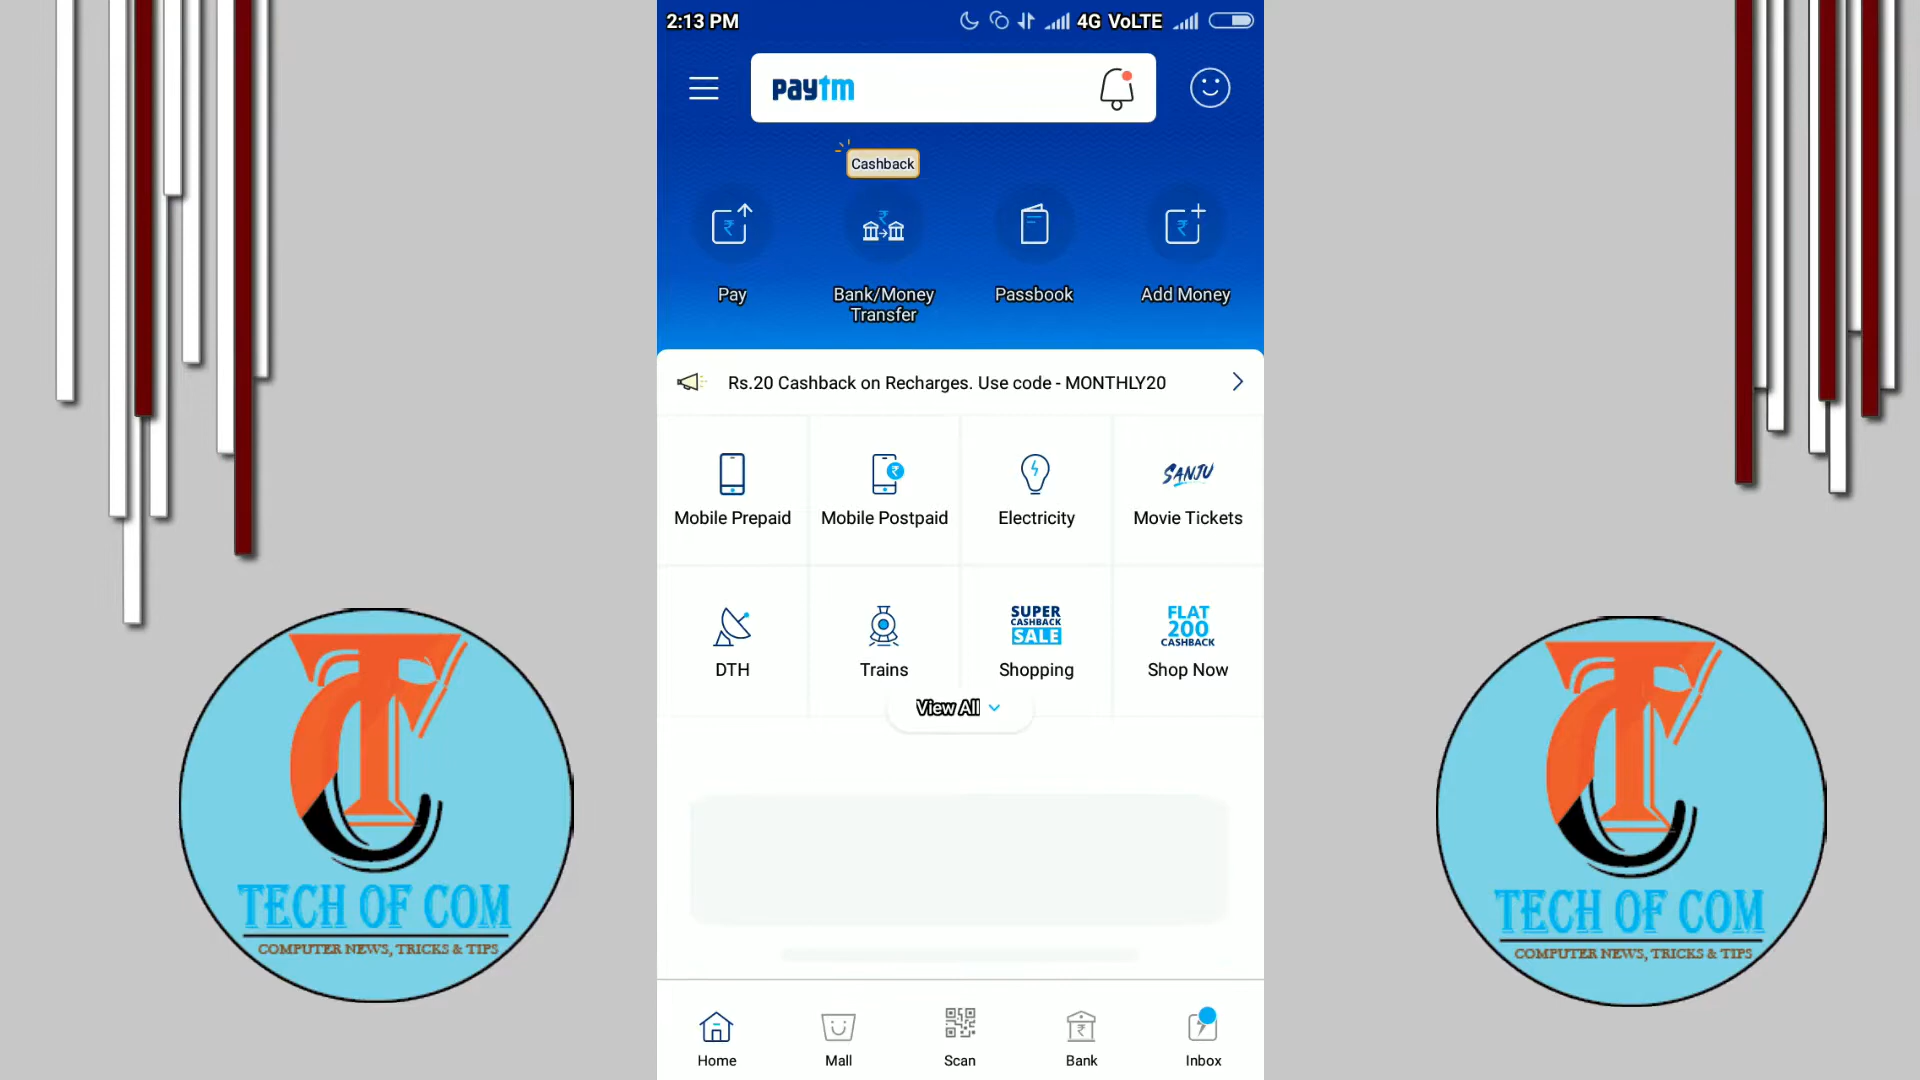 2:13 PM
4G VoLTE
paytm
Cashback
Pay
Bank/Money
Transfer
Passbook
Add Money
Rs.20 Cashback on Recharges. Use code - MONTHLY20
Mobile Prepaid
Mobile Postpaid
Electricity
SANJU
Movie Tickets
DTH
Trains
SUPER
CASHBACK
SALE
Shopping
FLAT
200
CASHBACK
Shop Now
View All
Home
Mall
Scan
Bank
Inbox
TC
TECH OF COM
COMPUTER NEWS, TRICKS & TIPS
TC
TECH OF COM
COMPUTER NEWS, TRICKS & TIPS